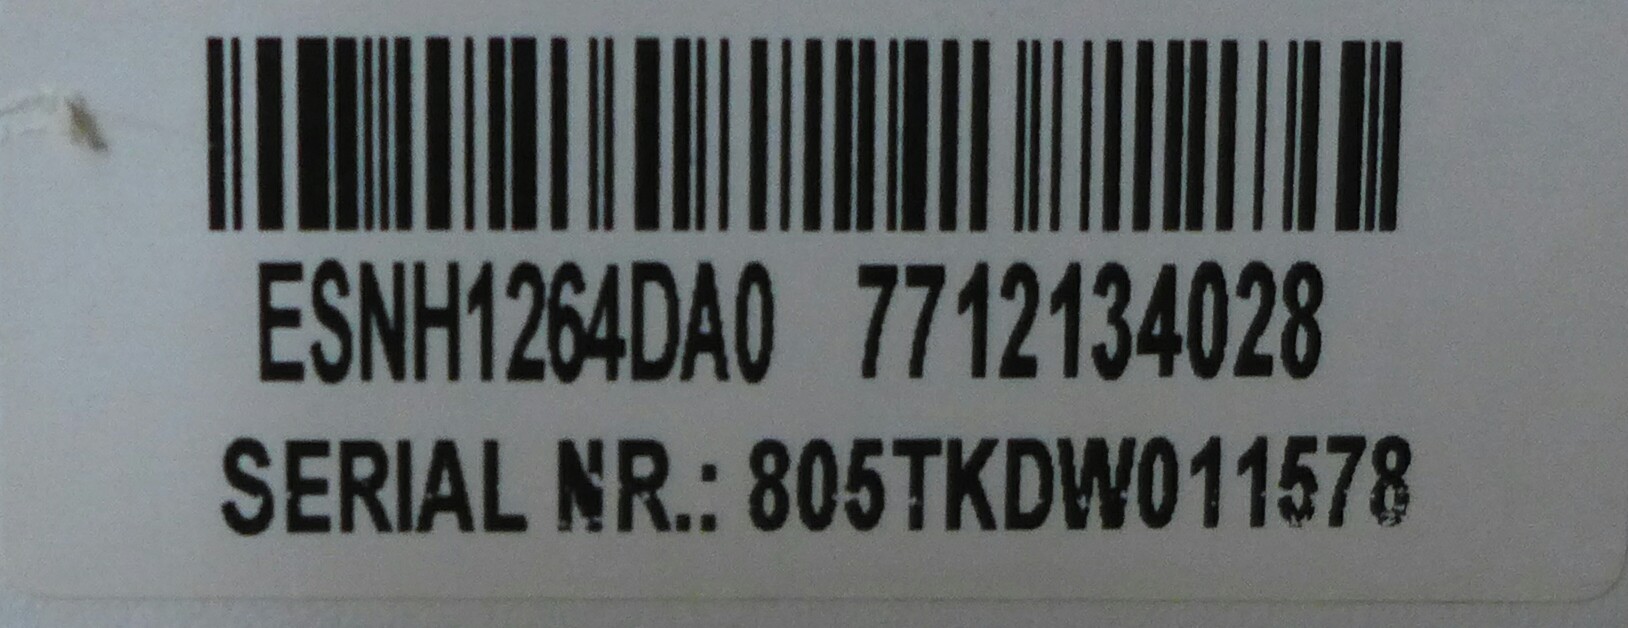 ESNH1264DA0 7712134028
SERIAL NR.: 805TKDW011578